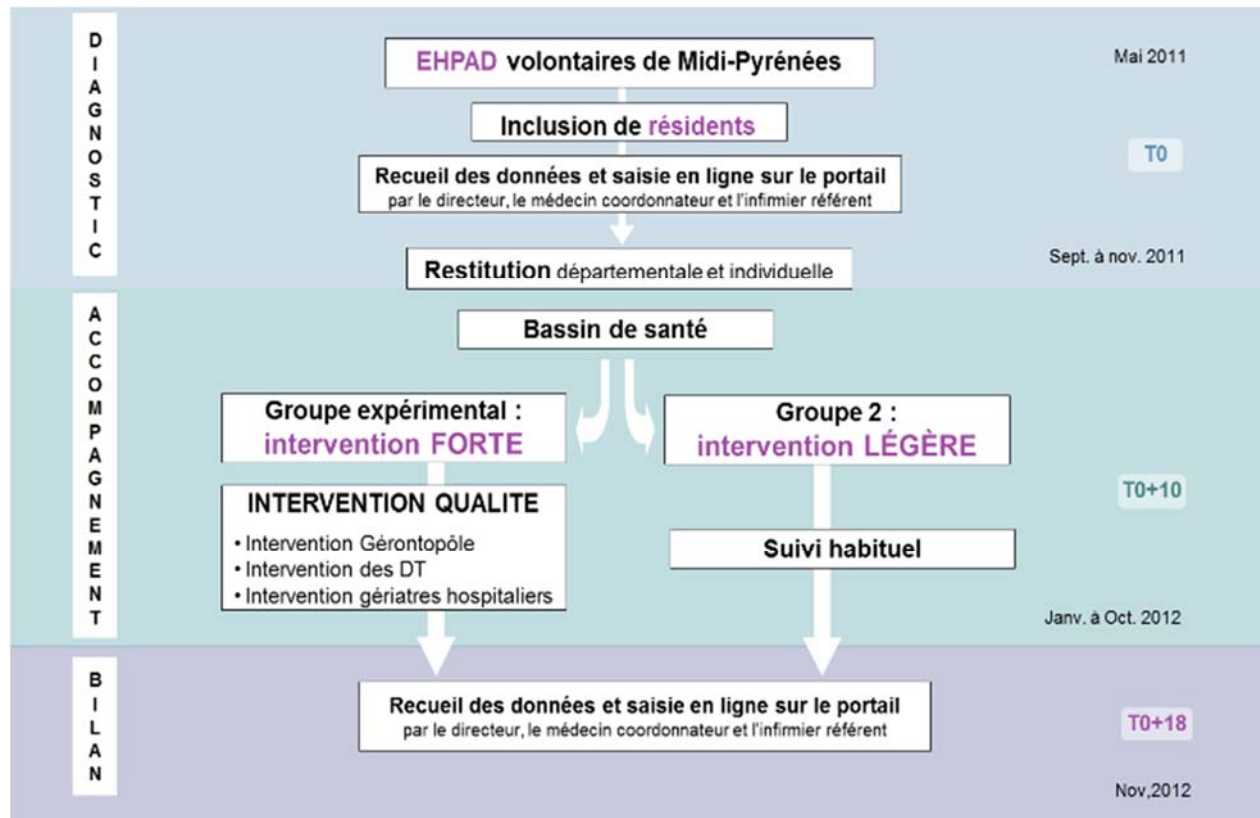 DIAGNOSTIC
EHPAD volontaires de Midi-Pyrénées
Mai 2011
Inclusion de résidents
T0
Recueil des données et saisie en ligne sur le portail
par le directeur, le médecin coordonnateur et l'infirmier référent
Restitution départementale et individuelle
Sept. à nov. 2011
ACCOMPAGNEMENT
Bassin de santé
Groupe expérimental :
intervention FORTE
Groupe 2 :
intervention LÉGÈRE
INTERVENTION QUALITE
• Intervention Gérontopôle
• Intervention des DT
• Intervention gériatres hospitaliers
Suivi habituel
T0+10
Janv. à Oct. 2012
BILAN
Recueil des données et saisie en ligne sur le portail
par le directeur, le médecin coordonnateur et l'infirmier référent
T0+18
Nov,2012